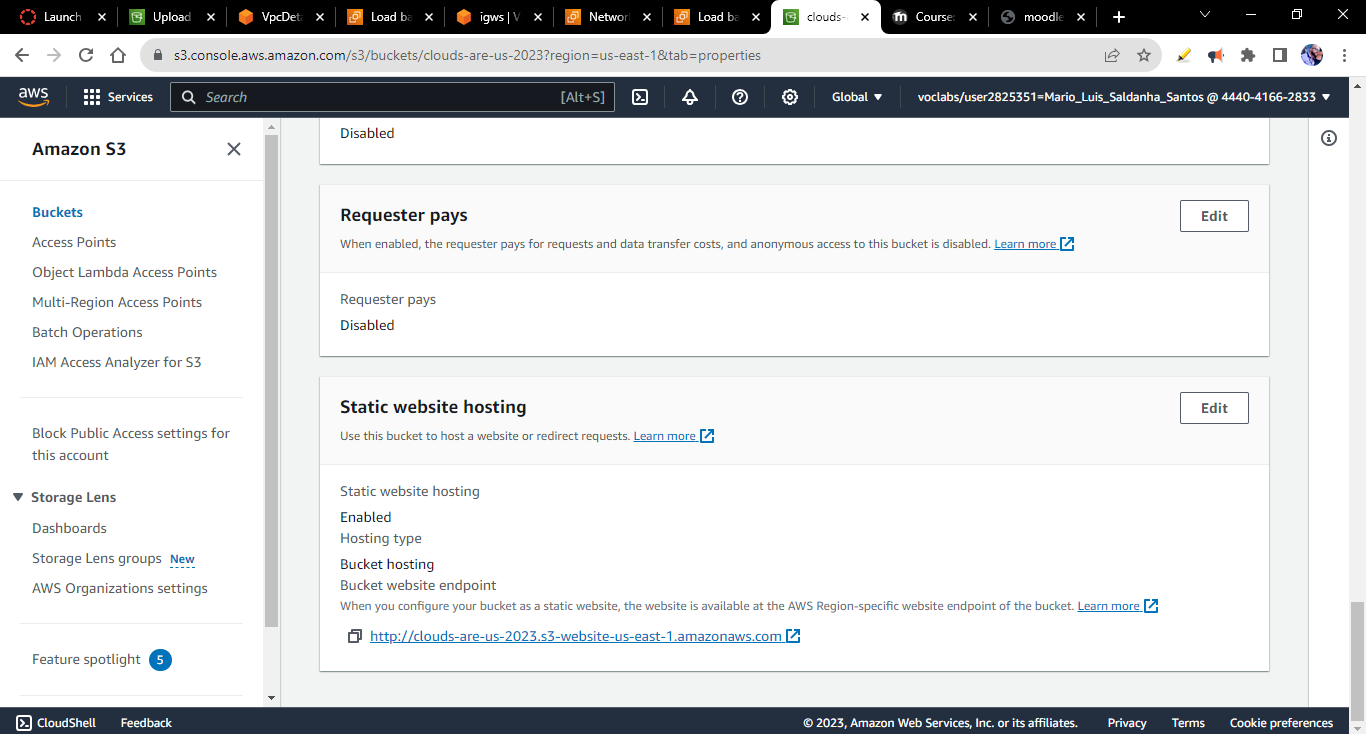 Launch
Upload
VpcDeta
Load ba
igws | V
Networ
Load ba
clouds-
Course:
moodle
s3.console.aws.amazon.com/s3/buckets/clouds-are-us-2023?region=us-east-1&tab=properties
aws
Services
Search
[Alt+S]
Global
voclabs/user2825351=Mario_Luis_Saldanha_Santos @ 4440-4166-2833
Amazon S3
Buckets
Access Points
Object Lambda Access Points
Multi-Region Access Points
Batch Operations
IAM Access Analyzer for S3
Block Public Access settings for
this account
Storage Lens
Dashboards
Storage Lens groups New
AWS Organizations settings
Feature spotlight 5
Disabled
Requester pays
Edit
When enabled, the requester pays for requests and data transfer costs, and anonymous access to this bucket is disabled. Learn more
Requester pays
Disabled
Static website hosting
Edit
Use this bucket to host a website or redirect requests. Learn more
Static website hosting
Enabled
Hosting type
Bucket hosting
Bucket website endpoint
When you configure your bucket as a static website, the website is available at the AWS Region-specific website endpoint of the bucket. Learn more
http://clouds-are-us-2023.s3-website-us-east-1.amazonaws.com
CloudShell
Feedback
© 2023, Amazon Web Services, Inc. or its affiliates.
Privacy
Terms
Cookie preferences